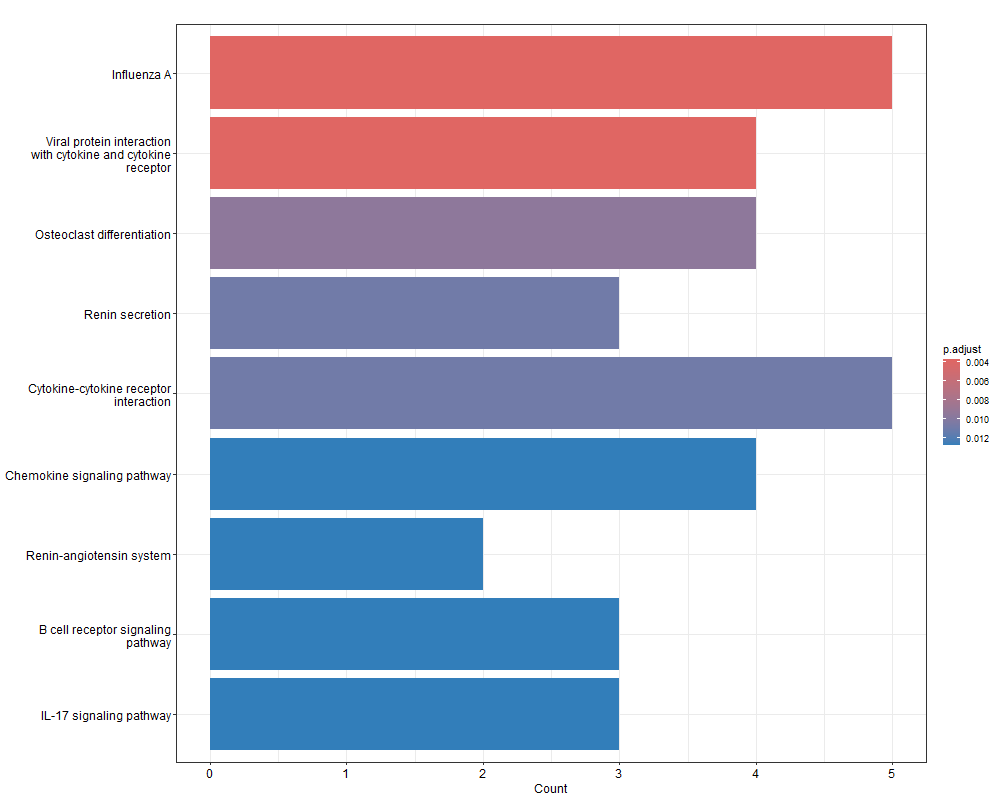 Influenza A
Viral protein interaction
with cytokine and cytokine
receptor
Osteoclast differentiation
Renin secretion
Cytokine-cytokine receptor
interaction
Chemokine signaling pathway
Renin-angiotensin system
B cell receptor signaling
pathway
IL-17 signaling pathway
0 1 2 3 4 5
Count
p.adjust
0.004
0.006
0.008
0.010
0.012